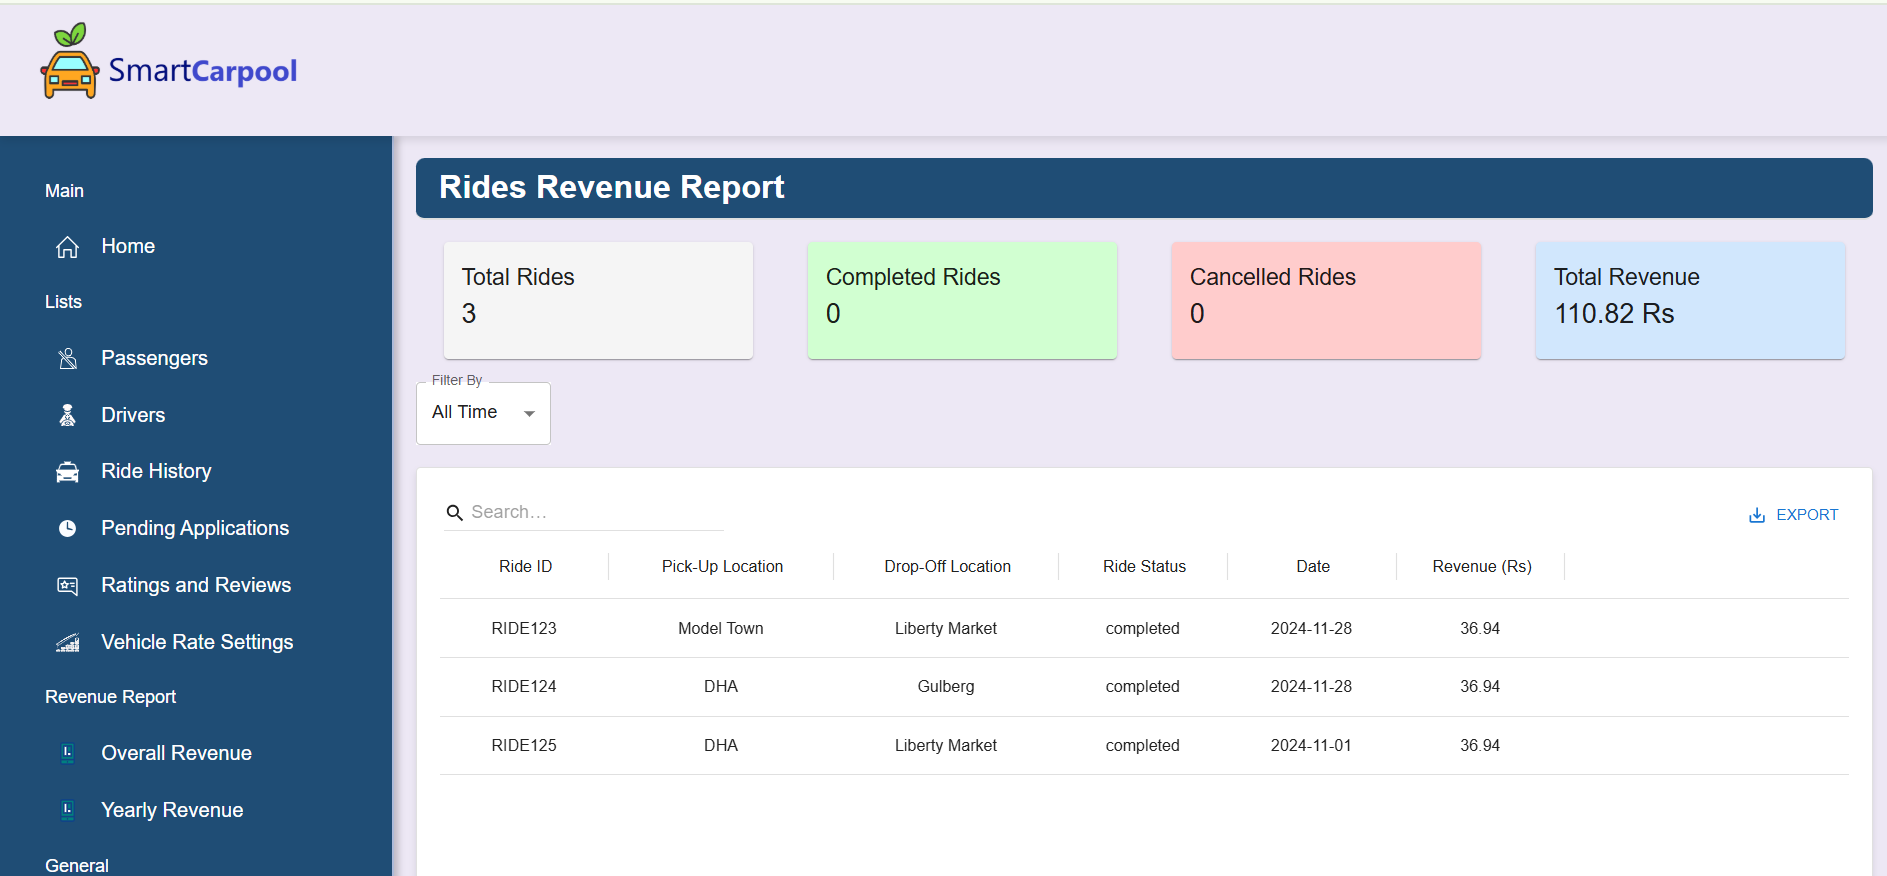 SmartCarpool
Main
Home
Lists
Passengers
Drivers
Ride History
Pending Applications
Ratings and Reviews
Vehicle Rate Settings
Revenue Report
Overall Revenue
Yearly Revenue
General
Rides Revenue Report
Total Rides
3
Completed Rides
0
Cancelled Rides
0
Total Revenue
110.82 Rs
Filter By
All Time
Search…
EXPORT
Ride ID Pick-Up Location Drop-Off Location Ride Status Date Revenue (Rs)
RIDE123 Model Town Liberty Market completed 2024-11-28 36.94
RIDE124 DHA Gulberg completed 2024-11-28 36.94
RIDE125 DHA Liberty Market completed 2024-11-01 36.94